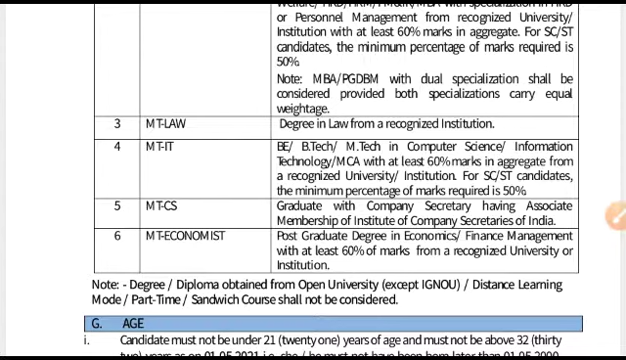 or Personnel Management from recognized University/
Institution with at least 60% marks in aggregate. For SC/ST
candidates, the minimum percentage of marks required is
50%.
Note: MBA/PGDBM with dual specialization shall be
considered provided both specializations carry equal
weightage.
3 MT-LAW Degree in Law from a recognized Institution.
4 MT-IT BE/ B.Tech/ M.Tech in Computer Science/ Information
Technology/MCA with at least 60% marks in aggregate from
a recognized University/ Institution. For SC/ST candidates,
the minimum percentage of marks required is 50%.
5 MT-CS Graduate with Company Secretary having Associate
Membership of Institute of Company Secretaries of India.
6 MT-ECONOMIST Post Graduate Degree in Economics/ Finance Management
with at least 60% of marks from a recognized University or
Institution.
Note: - Degree / Diploma obtained from Open University (except IGNOU) / Distance Learning
Mode / Part-Time / Sandwich Course shall not be considered.
G. AGE
i. Candidate must not be under 21 (twenty one) years of age and must not be above 32 (thirty